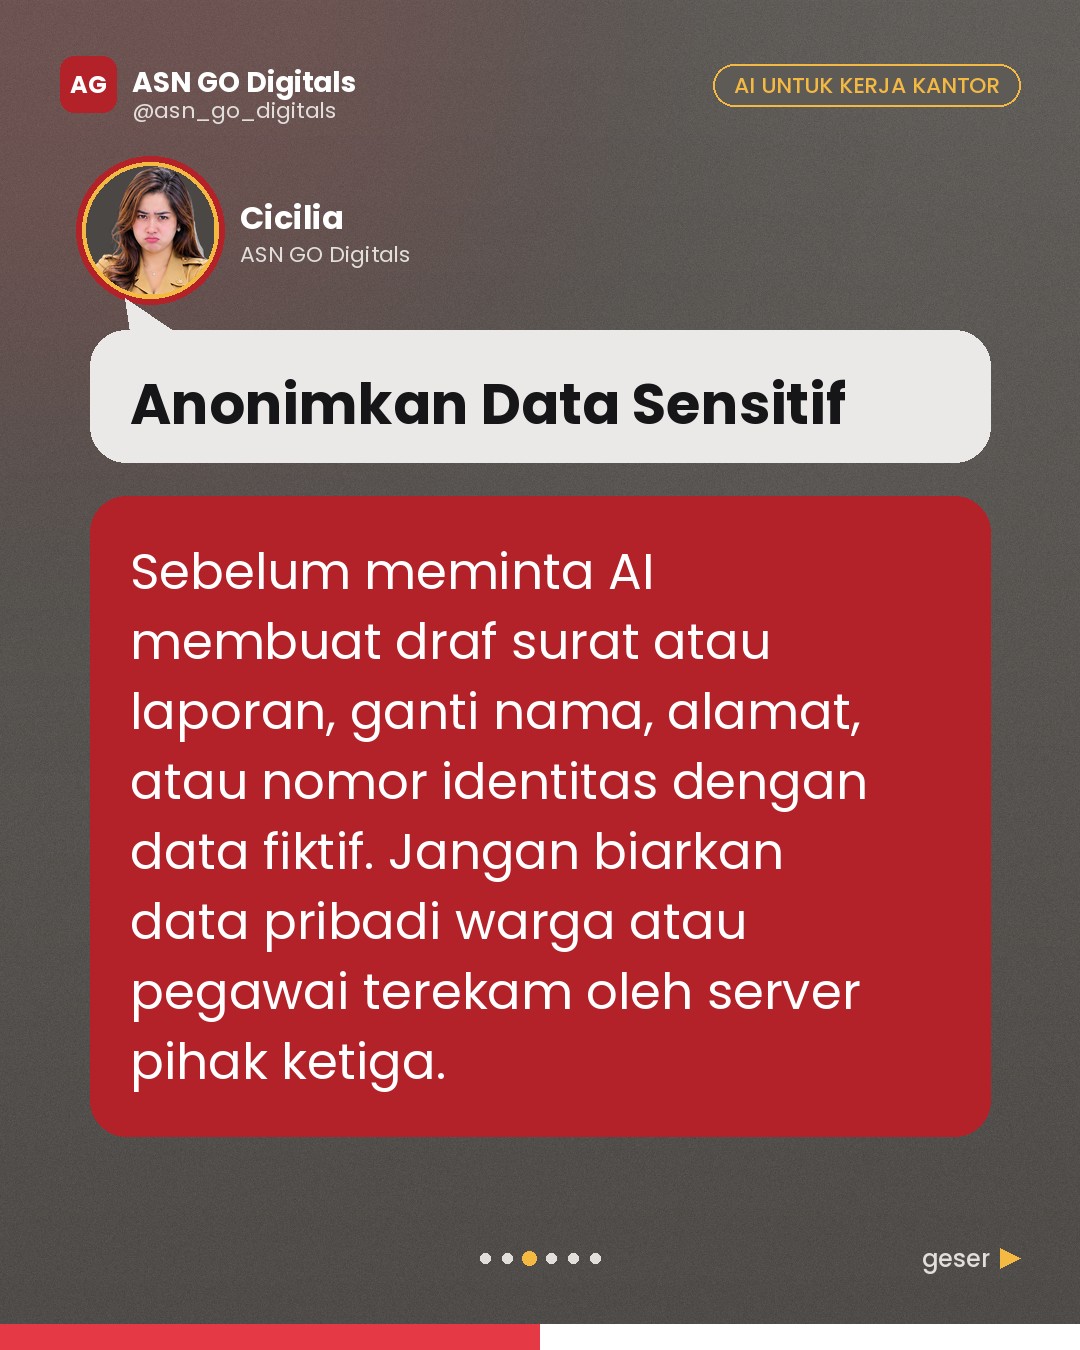 AG
ASN GO Digitals
@asn_go_digitals
AI UNTUK KERJA KANTOR
Cicilia
ASN GO Digitals
Anonimkan Data Sensitif
Sebelum meminta AI
membuat draf surat atau
laporan, ganti nama, alamat,
atau nomor identitas dengan
data fiktif. Jangan biarkan
data pribadi warga atau
pegawai terekam oleh server
pihak ketiga.
geser